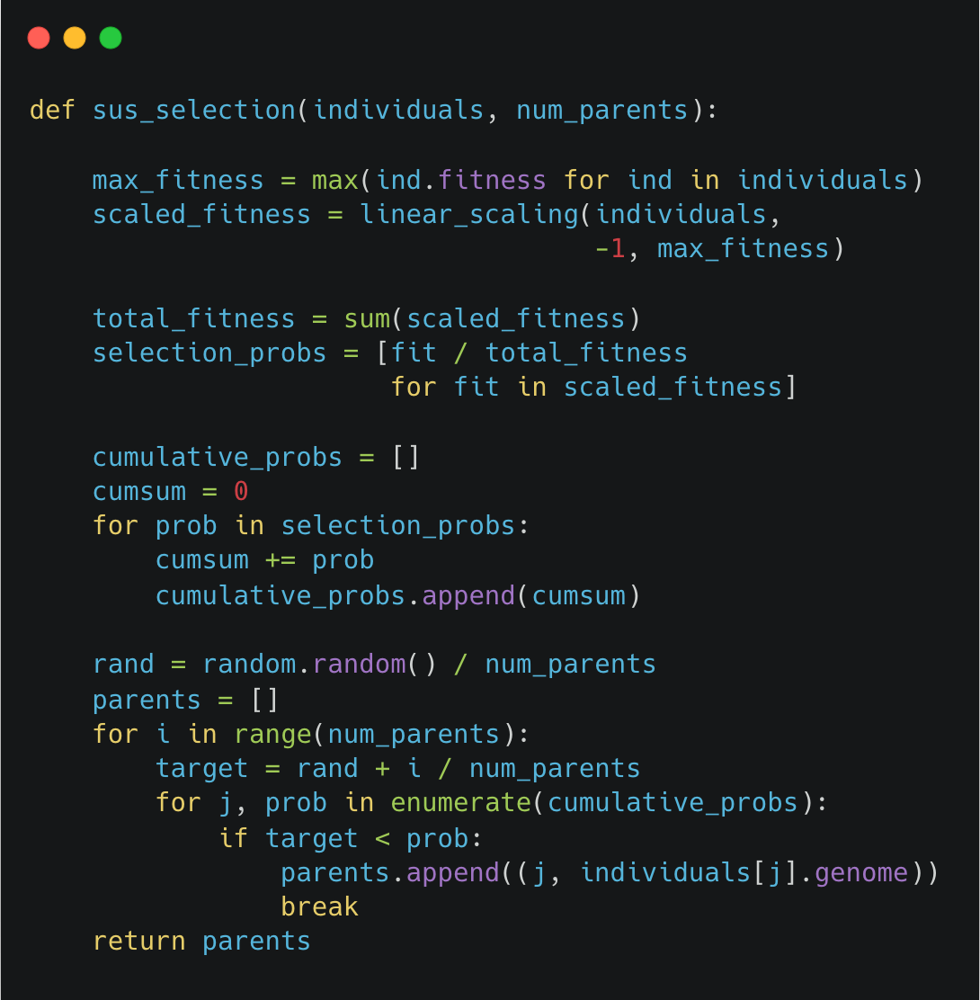 def sus_selection(individuals, num_parents):

    max_fitness = max(ind.fitness for ind in individuals)
    scaled_fitness = linear_scaling(individuals,
                                    -1, max_fitness)

    total_fitness = sum(scaled_fitness)
    selection_probs = [fit / total_fitness
                       for fit in scaled_fitness]

    cumulative_probs = []
    cumsum = 0
    for prob in selection_probs:
        cumsum += prob
        cumulative_probs.append(cumsum)

    rand = random.random() / num_parents
    parents = []
    for i in range(num_parents):
        target = rand + i / num_parents
        for j, prob in enumerate(cumulative_probs):
            if target < prob:
                parents.append((j, individuals[j].genome))
                break
    return parents